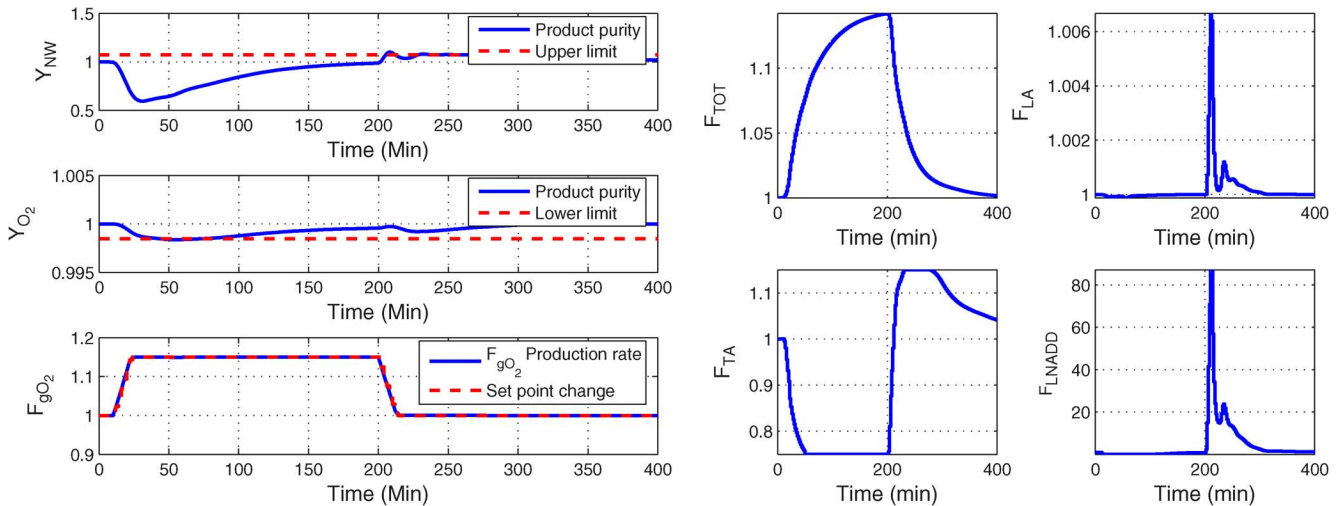 1.5
1
0.5
Y_NW
Product purity
Upper limit
0 50 100 150 200 250 300 350 400
Time (Min)
1.005
1
0.995
Y_O2
Product purity
Lower limit
0 50 100 150 200 250 300 350 400
Time (Min)
1.2
1.1
1
0.9
F_gO2
F_gO2 Production rate
Set point change
0 50 100 150 200 250 300 350 400
Time (Min)
1.1
1.05
1
F_TOT
0 200 400
Time (min)
1.006
1.004
1.002
1
F_LA
0 200 400
Time (min)
1.1
1
0.9
0.8
F_TA
0 200 400
Time (min)
80
60
40
20
F_LNADD
0 200 400
Time (min)